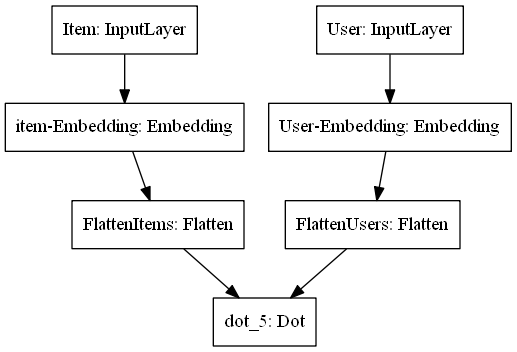 Item: InputLayer
User: InputLayer
item-Embedding: Embedding
User-Embedding: Embedding
FlattenItems: Flatten
FlattenUsers: Flatten
dot_5: Dot